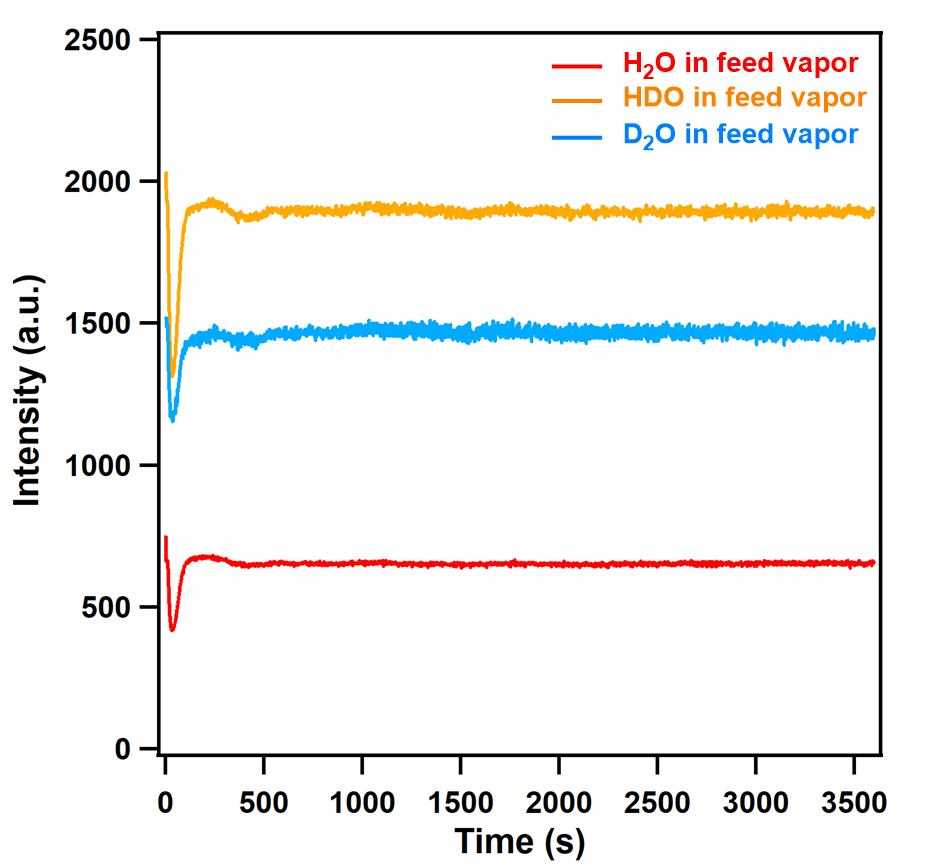 2500
2000
1500
1000
500
0
Intensity (a.u.)
H₂O in feed vapor
HDO in feed vapor
D₂O in feed vapor
0 500 1000 1500 2000 2500 3000 3500
Time (s)